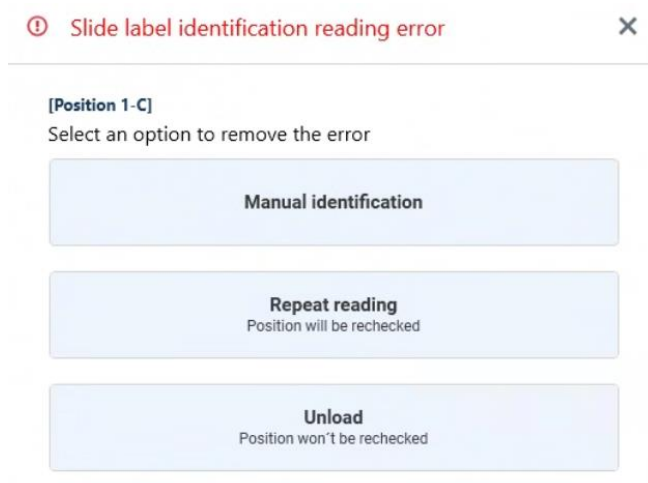 Slide label identification reading error
[Position 1-C]
Select an option to remove the error
Manual identification
Repeat reading
Position will be rechecked
Unload
Position won´t be rechecked